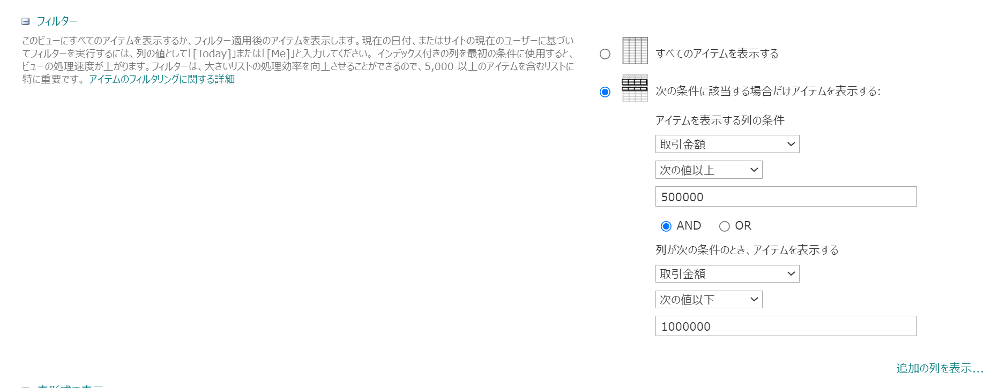 フィルター
このビューにすべてのアイテムを表示するか、フィルター適用後のアイテムを表示します。現在の日付、またはサイトの現在のユーザーに基づい
てフィルターを実行するには、列の値として「[Today]」または「[Me]」と入力してください。インデックス付きの列を最初の条件に使用すると、
ビューの処理速度が上がります。フィルターは、大きいリストの処理効率を向上させることができるので、5,000 以上のアイテムを含むリストに
特に重要です。 アイテムのフィルタリングに関する詳細
すべてのアイテムを表示する
次の条件に該当する場合だけアイテムを表示する:
アイテムを表示する列の条件
取引金額
次の値以上
500000
AND OR
列が次の条件のとき、アイテムを表示する
取引金額
次の値以下
1000000
追加の列を表示...